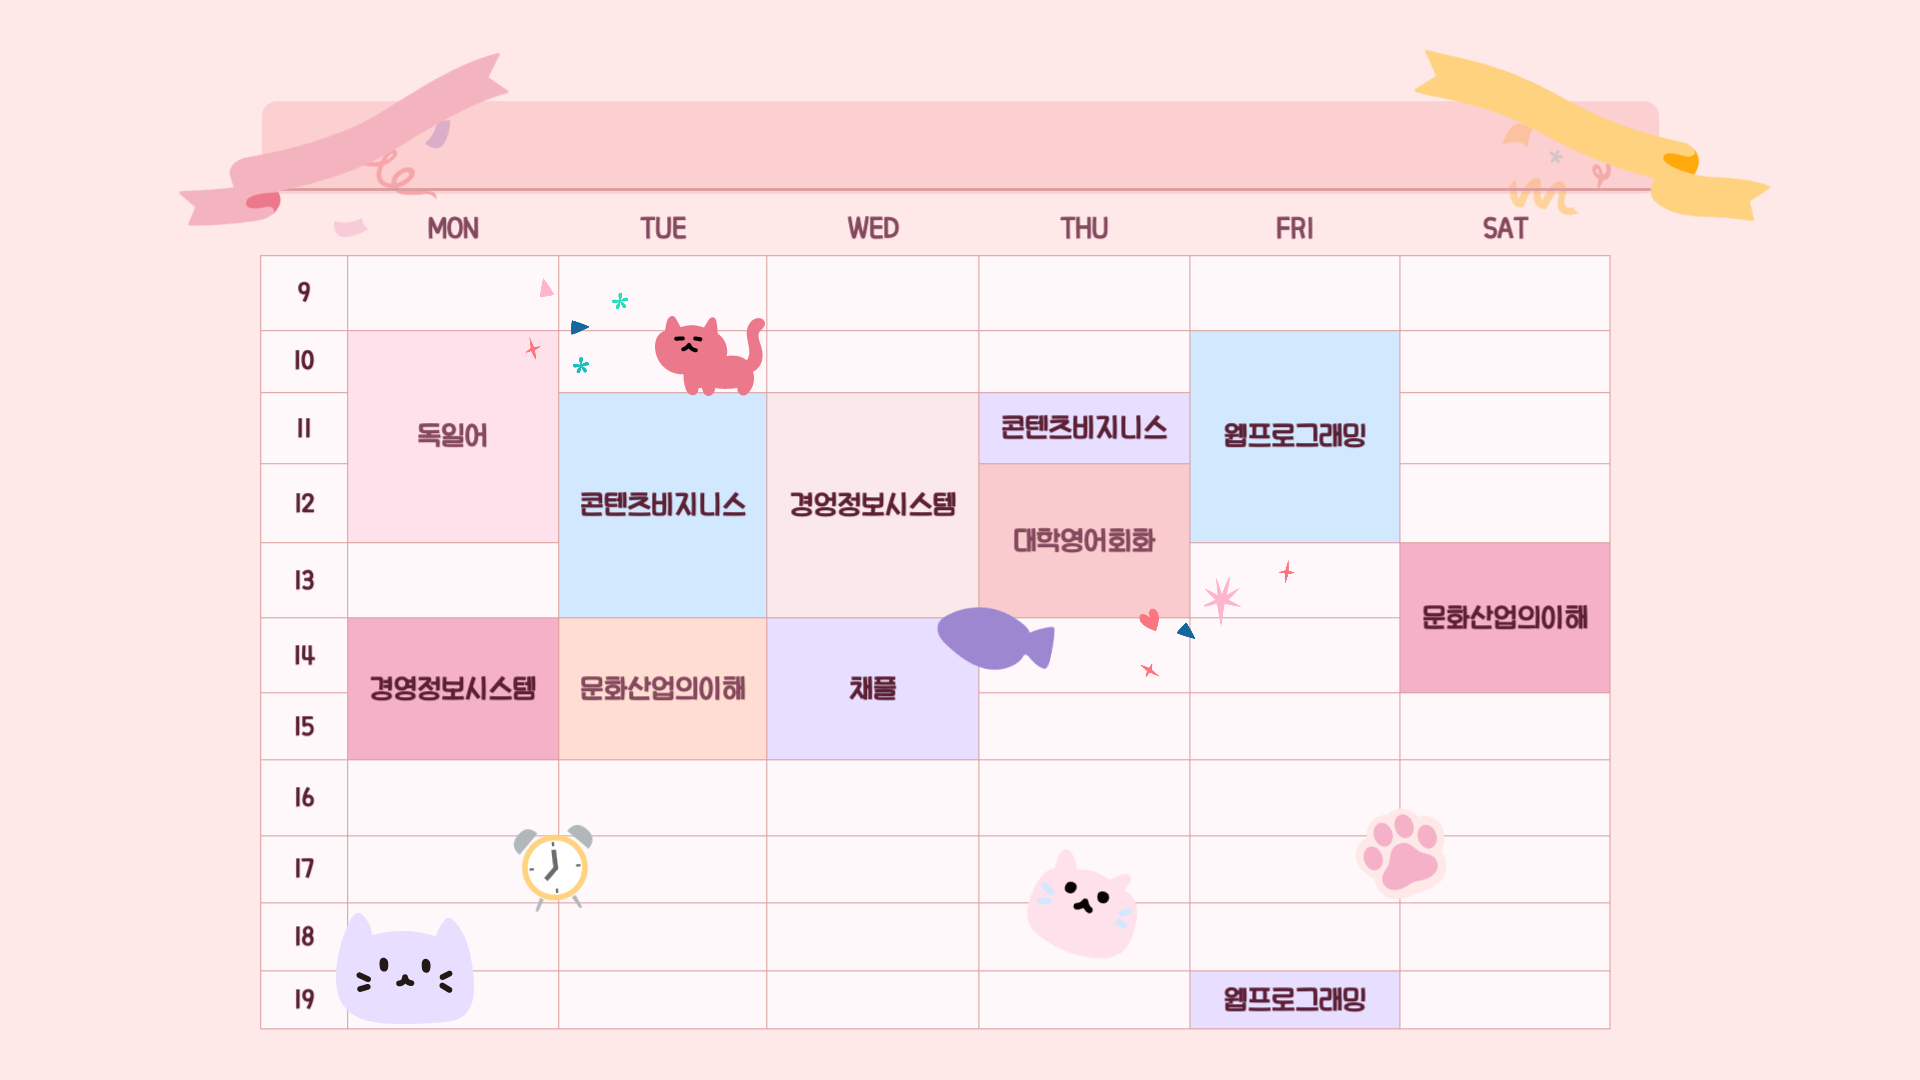 MON TUE WED THU FRI SAT
9
10
11 콘텐츠비지니스
독일어 웹프로그래밍
12 콘텐츠비지니스 경엉정보시스템
대학영어회화
13
문화산업의이해
14
경영정보시스템 문화산업의이해 채플
15
16
17
18
19 웹프로그래밍